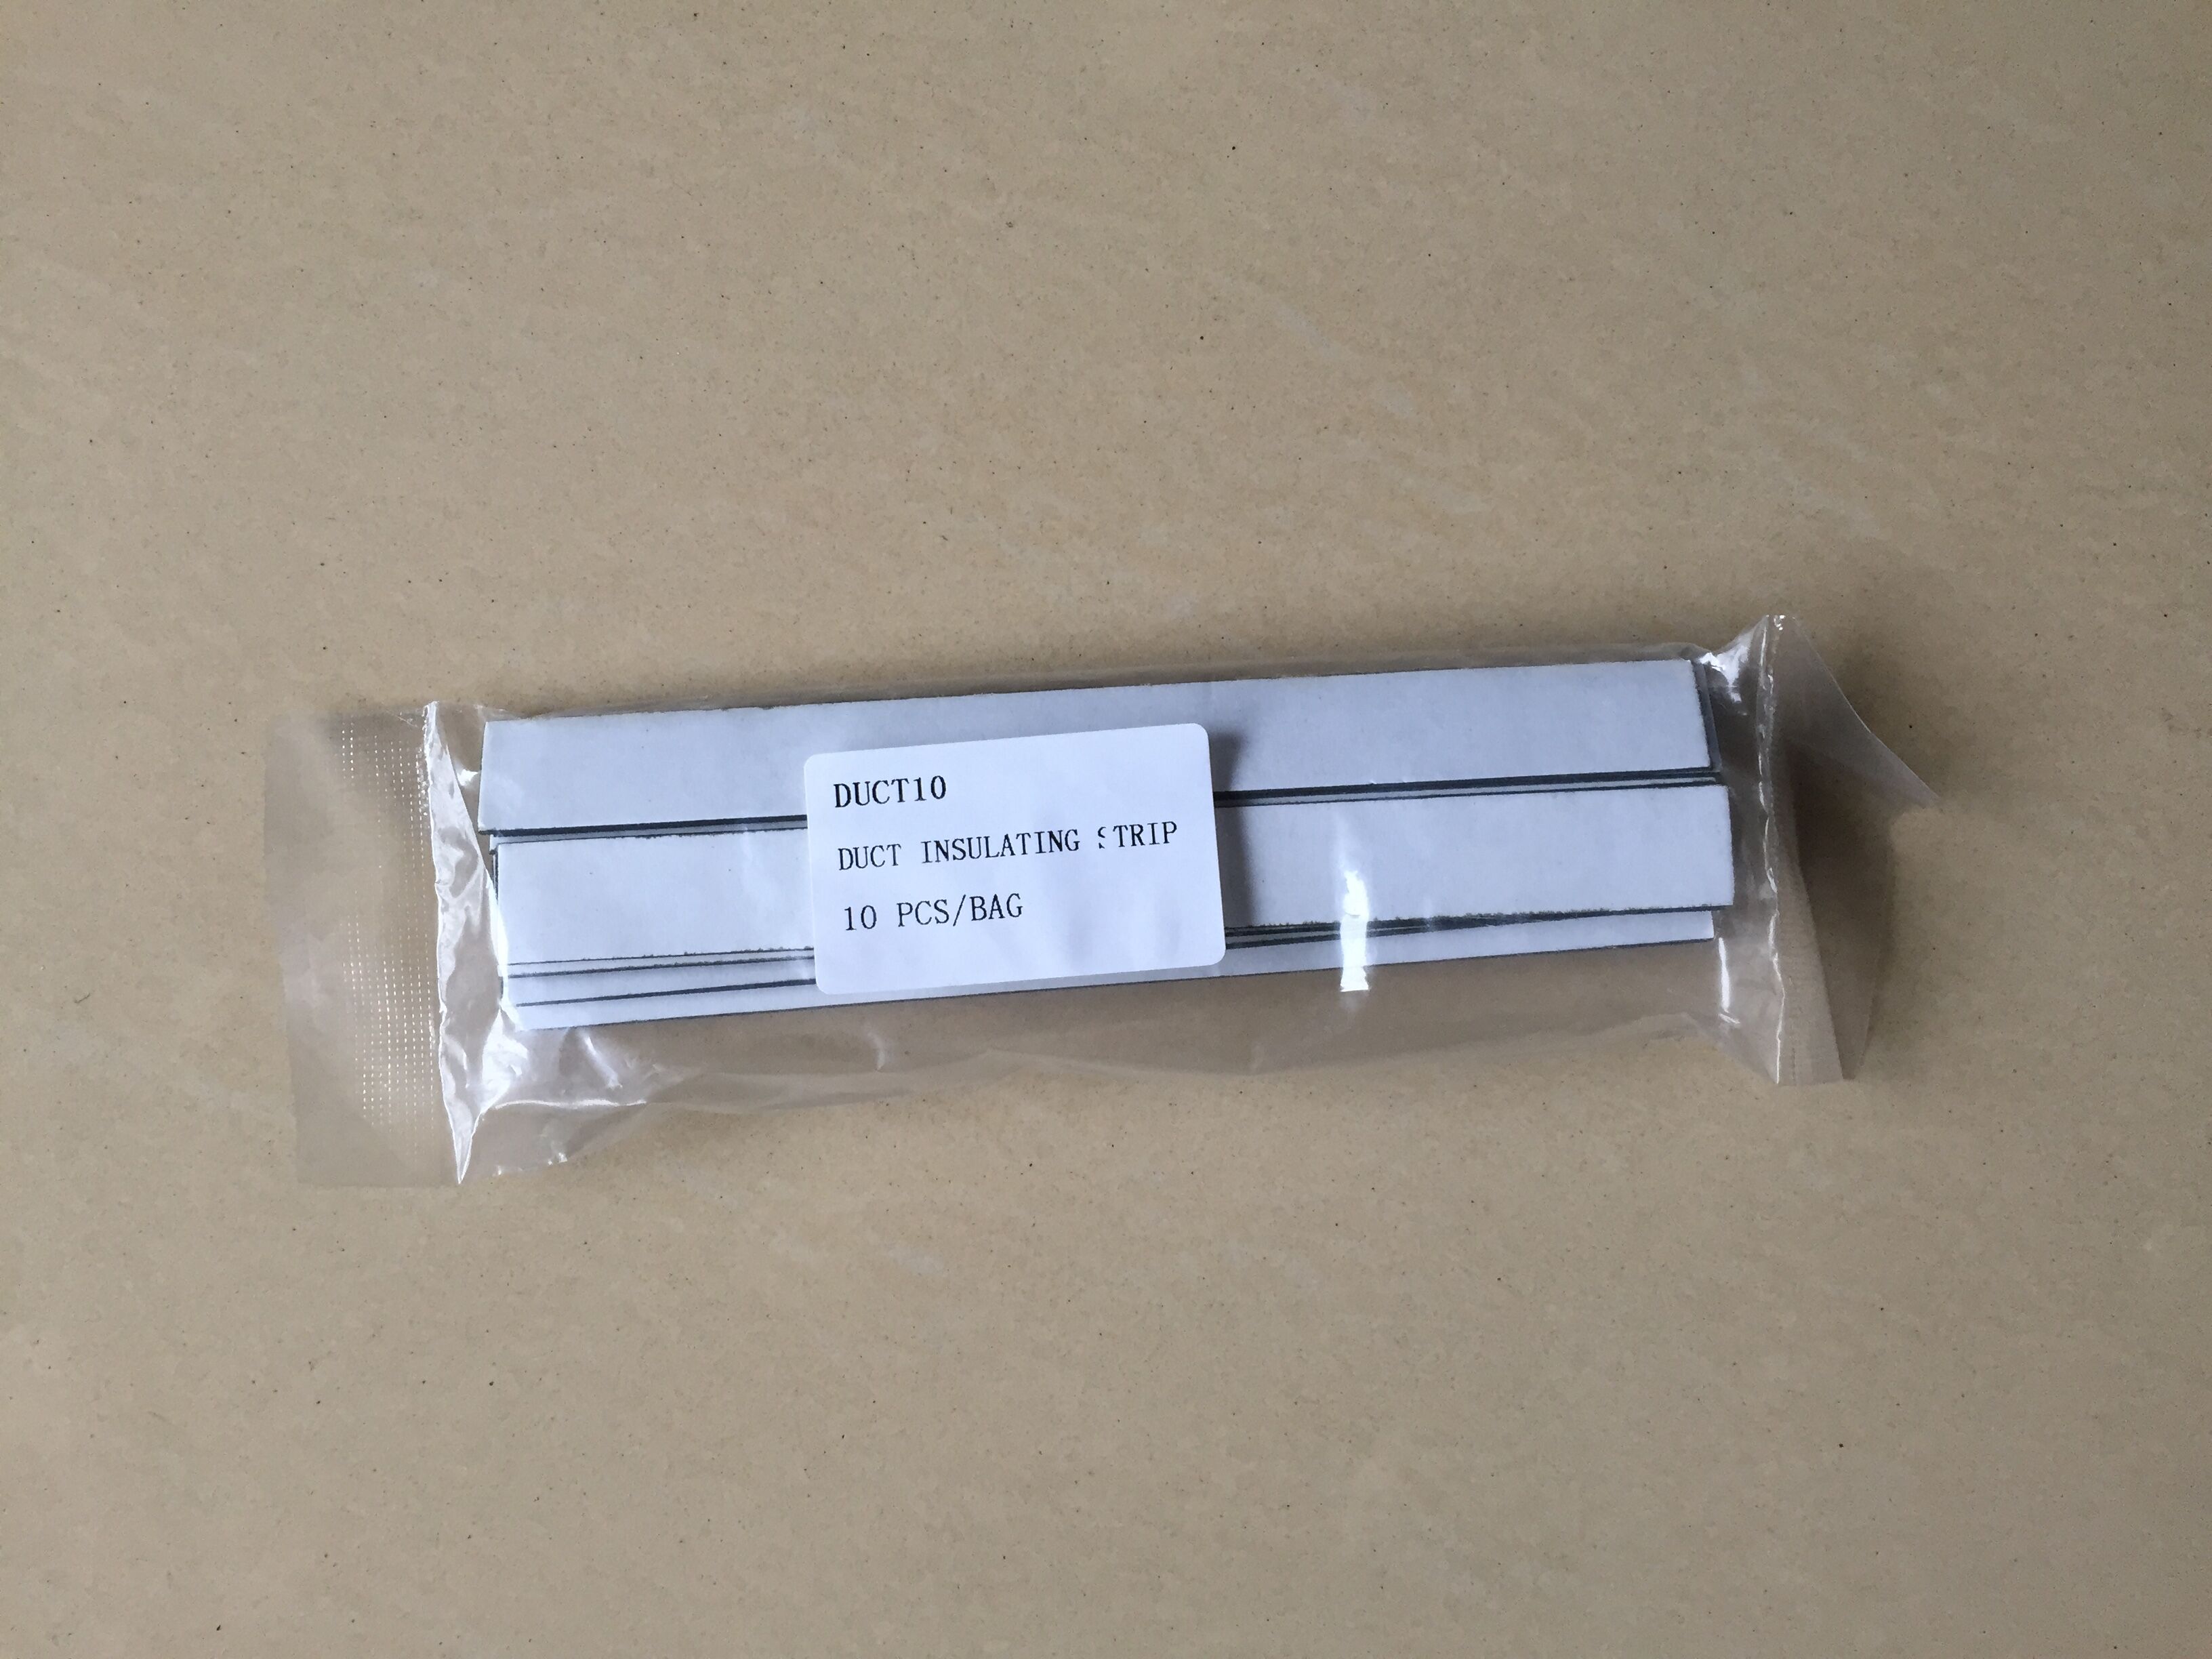 DUCT10
DUCT INSULATING STRIP
10 PCS/BAG